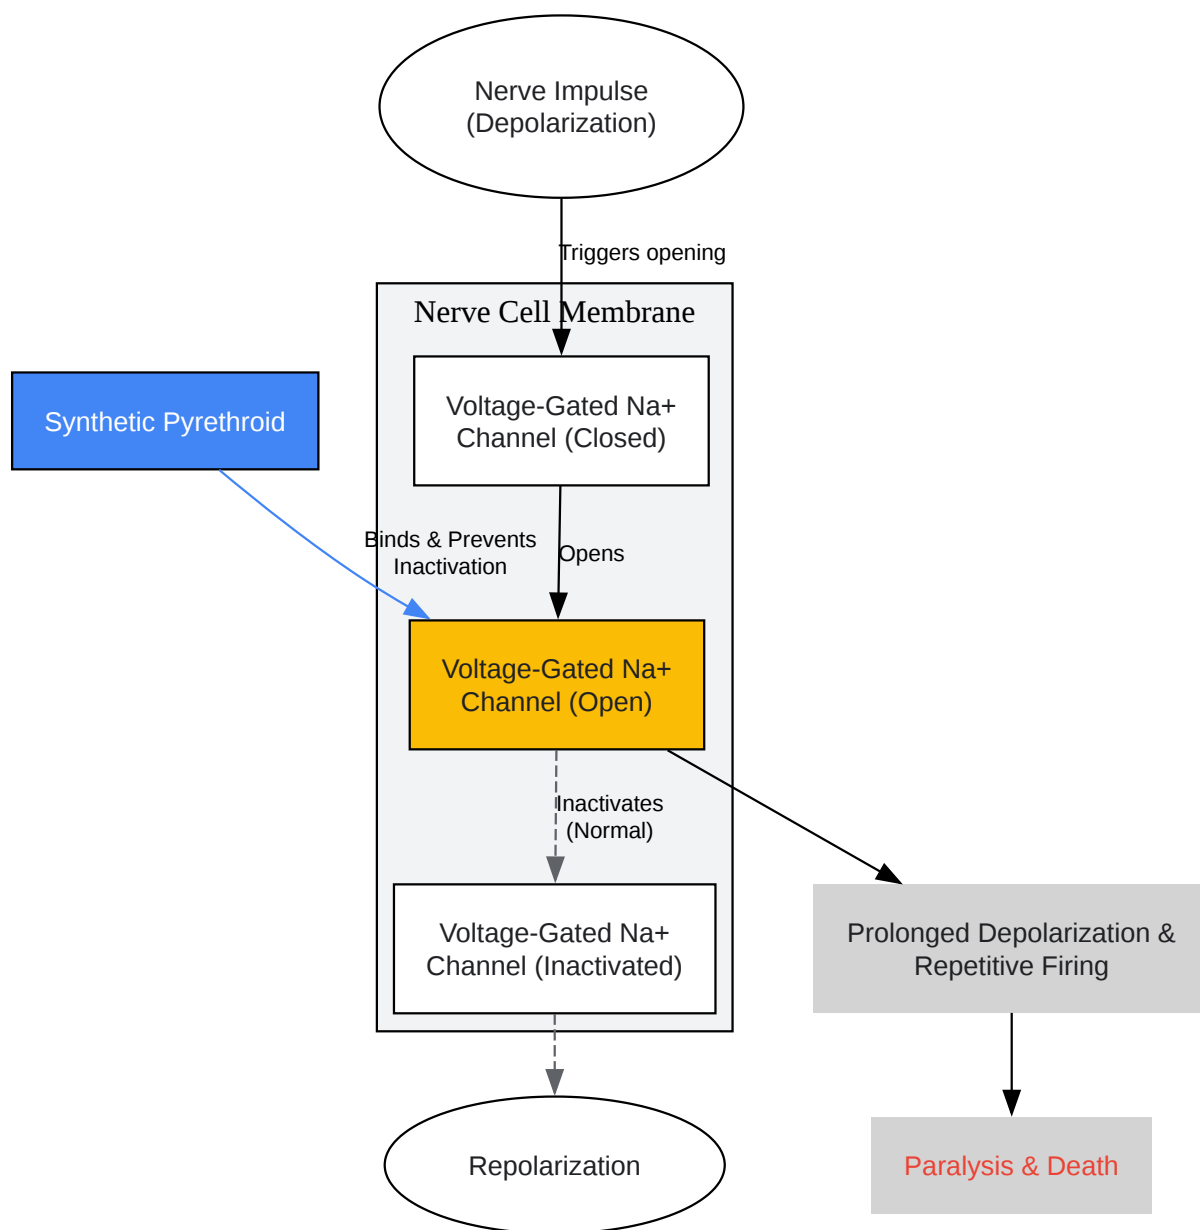 Nerve Impulse
(Depolarization)
Triggers opening
Nerve Cell Membrane
Voltage-Gated Na+
Channel (Closed)
Synthetic Pyrethroid
Binds & Prevents
Inactivation
Opens
Voltage-Gated Na+
Channel (Open)
Inactivates
(Normal)
Voltage-Gated Na+
Channel (Inactivated)
Prolonged Depolarization &
Repetitive Firing
Repolarization
Paralysis & Death